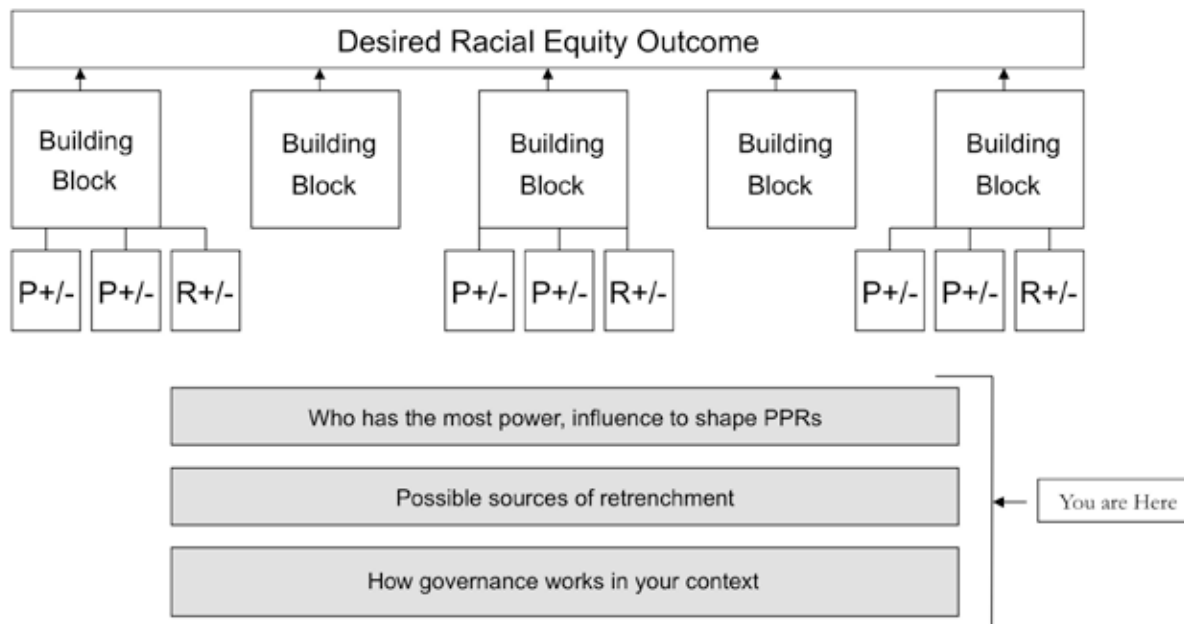 Desired Racial Equity Outcome
Building
Block
Building
Block
Building
Block
Building
Block
Building
Block
P+/-
P+/-
R+/-
P+/-
P+/-
R+/-
P+/-
P+/-
R+/-
Who has the most power, influence to shape PPRs
Possible sources of retrenchment
You are Here
How governance works in your context